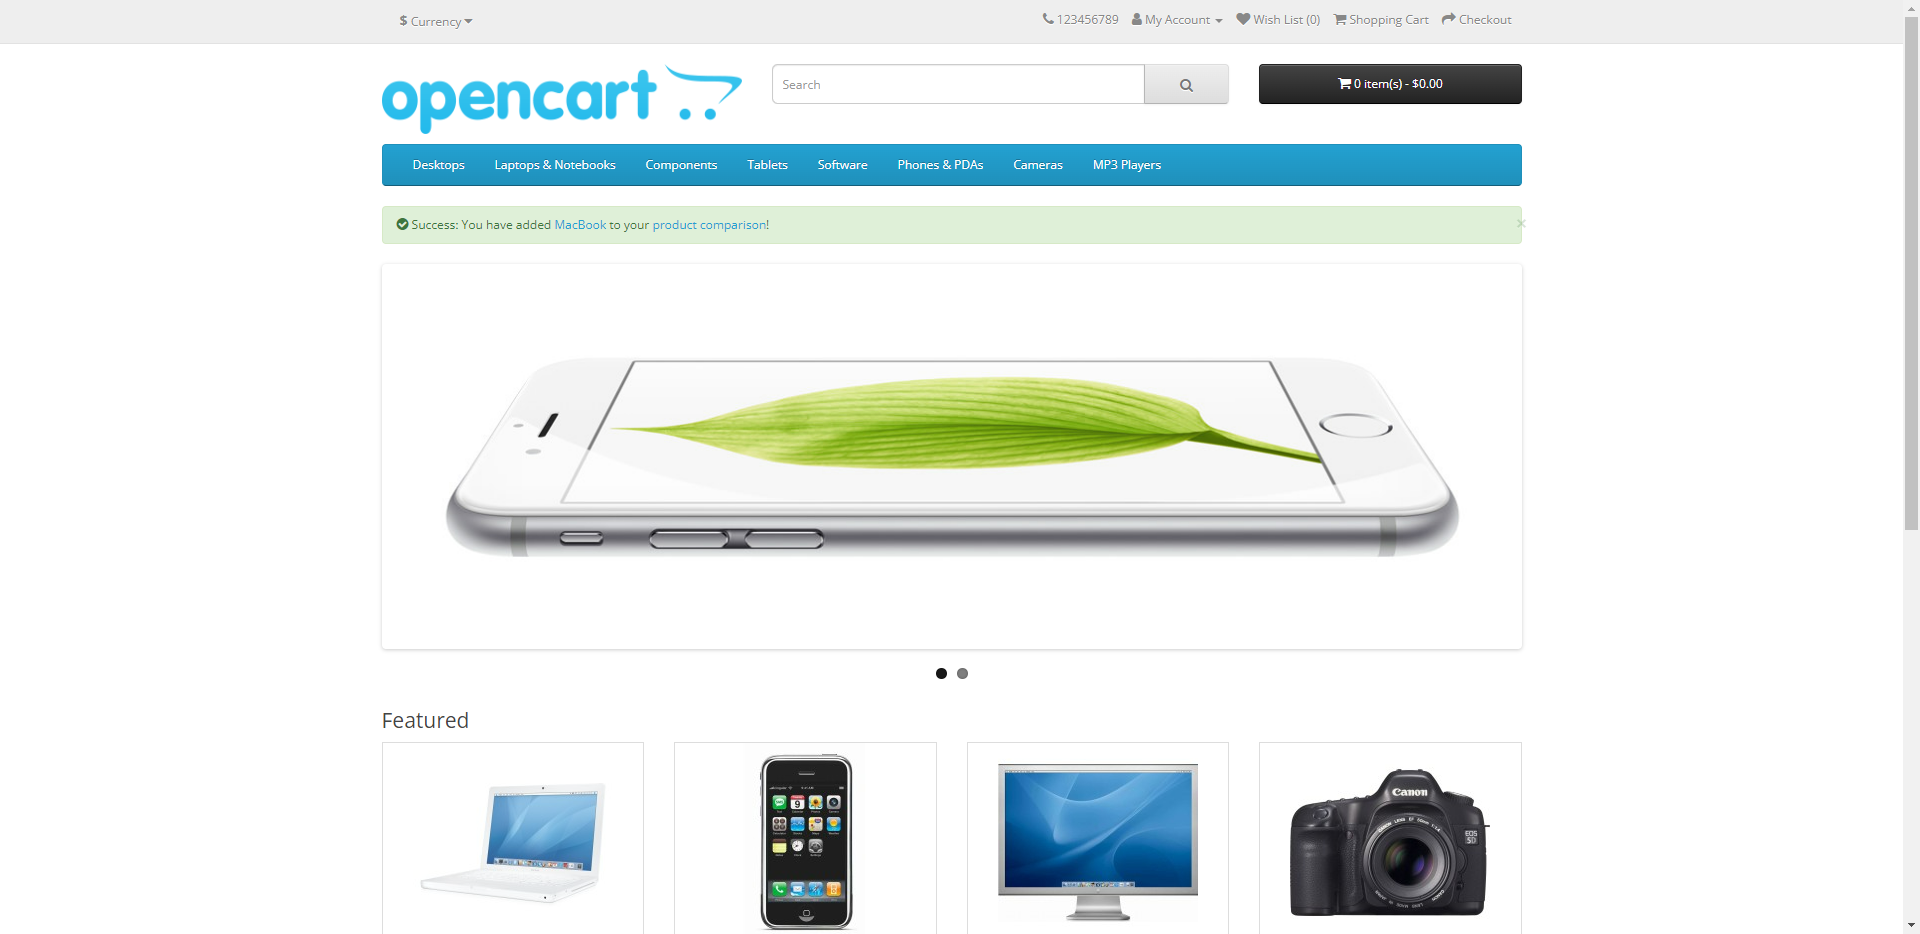 $ Currency
123456789 My Account Wish List (0) Shopping Cart Checkout
opencart
Search
0 item(s) - $0.00
Desktops Laptops & Notebooks Components Tablets Software Phones & PDAs Cameras MP3 Players
Success: You have added MacBook to your product comparison!
×
Featured
Canon
EOS
5D